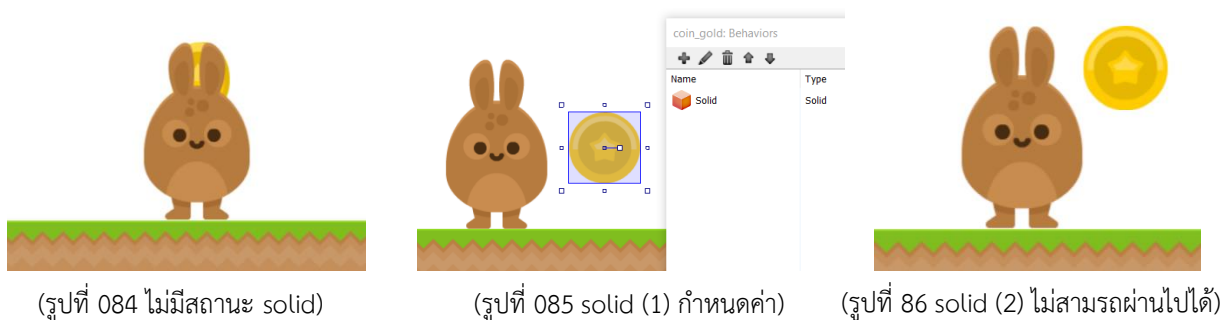 coin_gold: Behaviors
Name Type
Solid Solid
(รูปที่ 084 ไม่มีสถานะ solid)
(รูปที่ 085 solid (1) กำหนดค่า)
(รูปที่ 86 solid (2) ไม่สามรถผ่านไปได้)